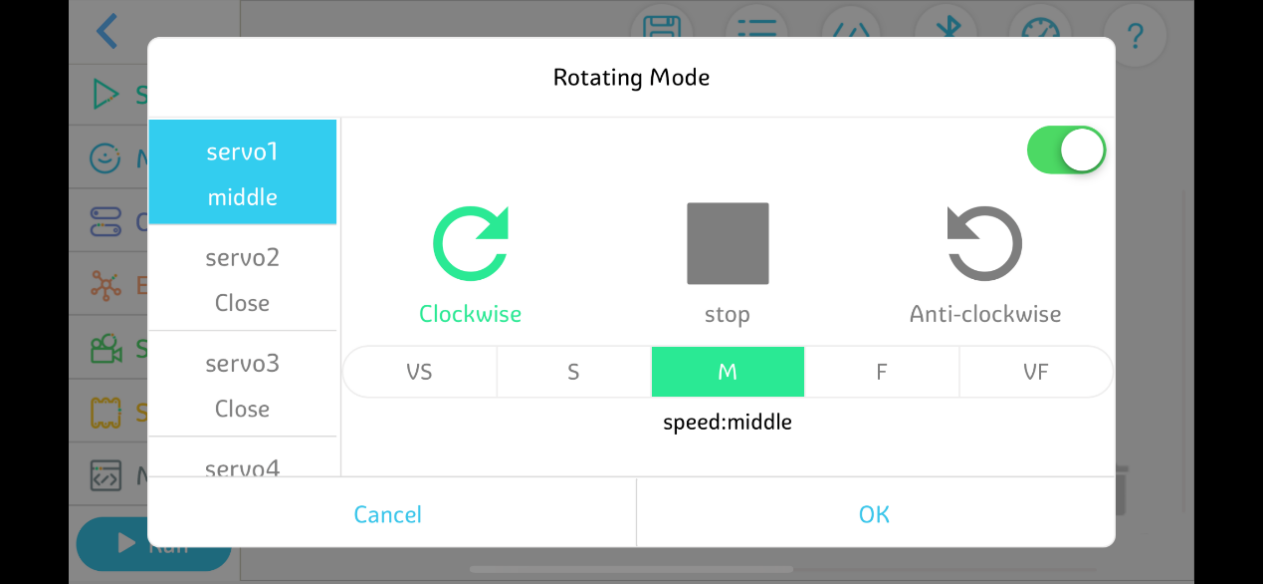 Rotating Mode
servo1
middle
servo2
Close
servo3
Close
servo4
Clockwise
stop
Anti-clockwise
VS
S
M
F
VF
speed:middle
Cancel
OK
?